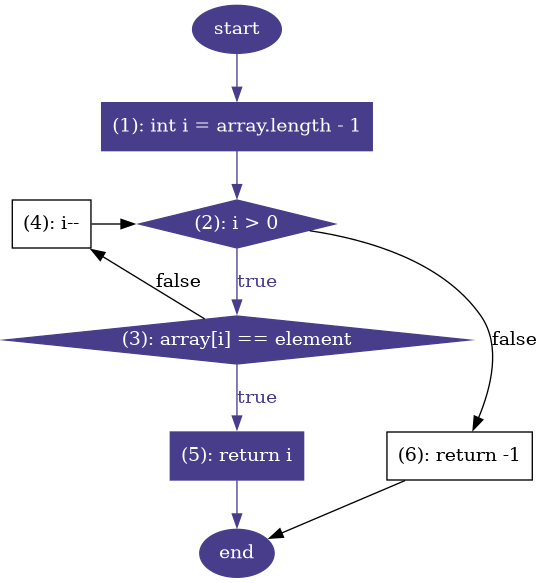 start
(1): int i = array.length - 1
(4): i--
(2): i > 0
false
true
(3): array[i] == element
false
true
(5): return i
(6): return -1
end